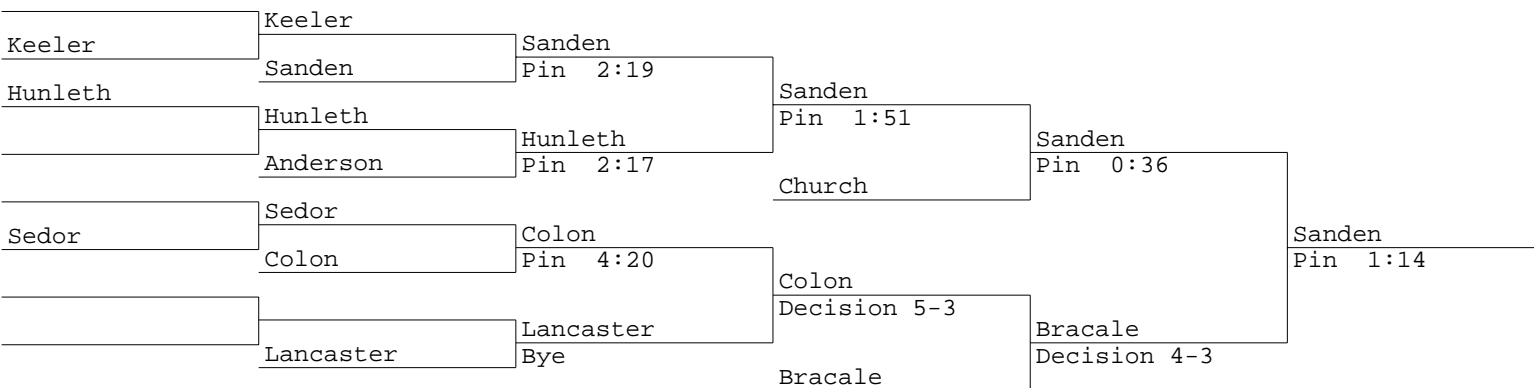 Keeler
Keeler
Sanden
Sanden
Pin 2:19
Hunleth
Sanden
Hunleth
Pin 1:51
Hunleth
Sanden
Anderson
Pin 2:17
Pin 0:36
Church
Sedor
Sedor
Colon
Sanden
Colon
Pin 4:20
Pin 1:14
Colon
Decision 5-3
Lancaster
Bracale
Lancaster
Bye
Decision 4-3
Bracale